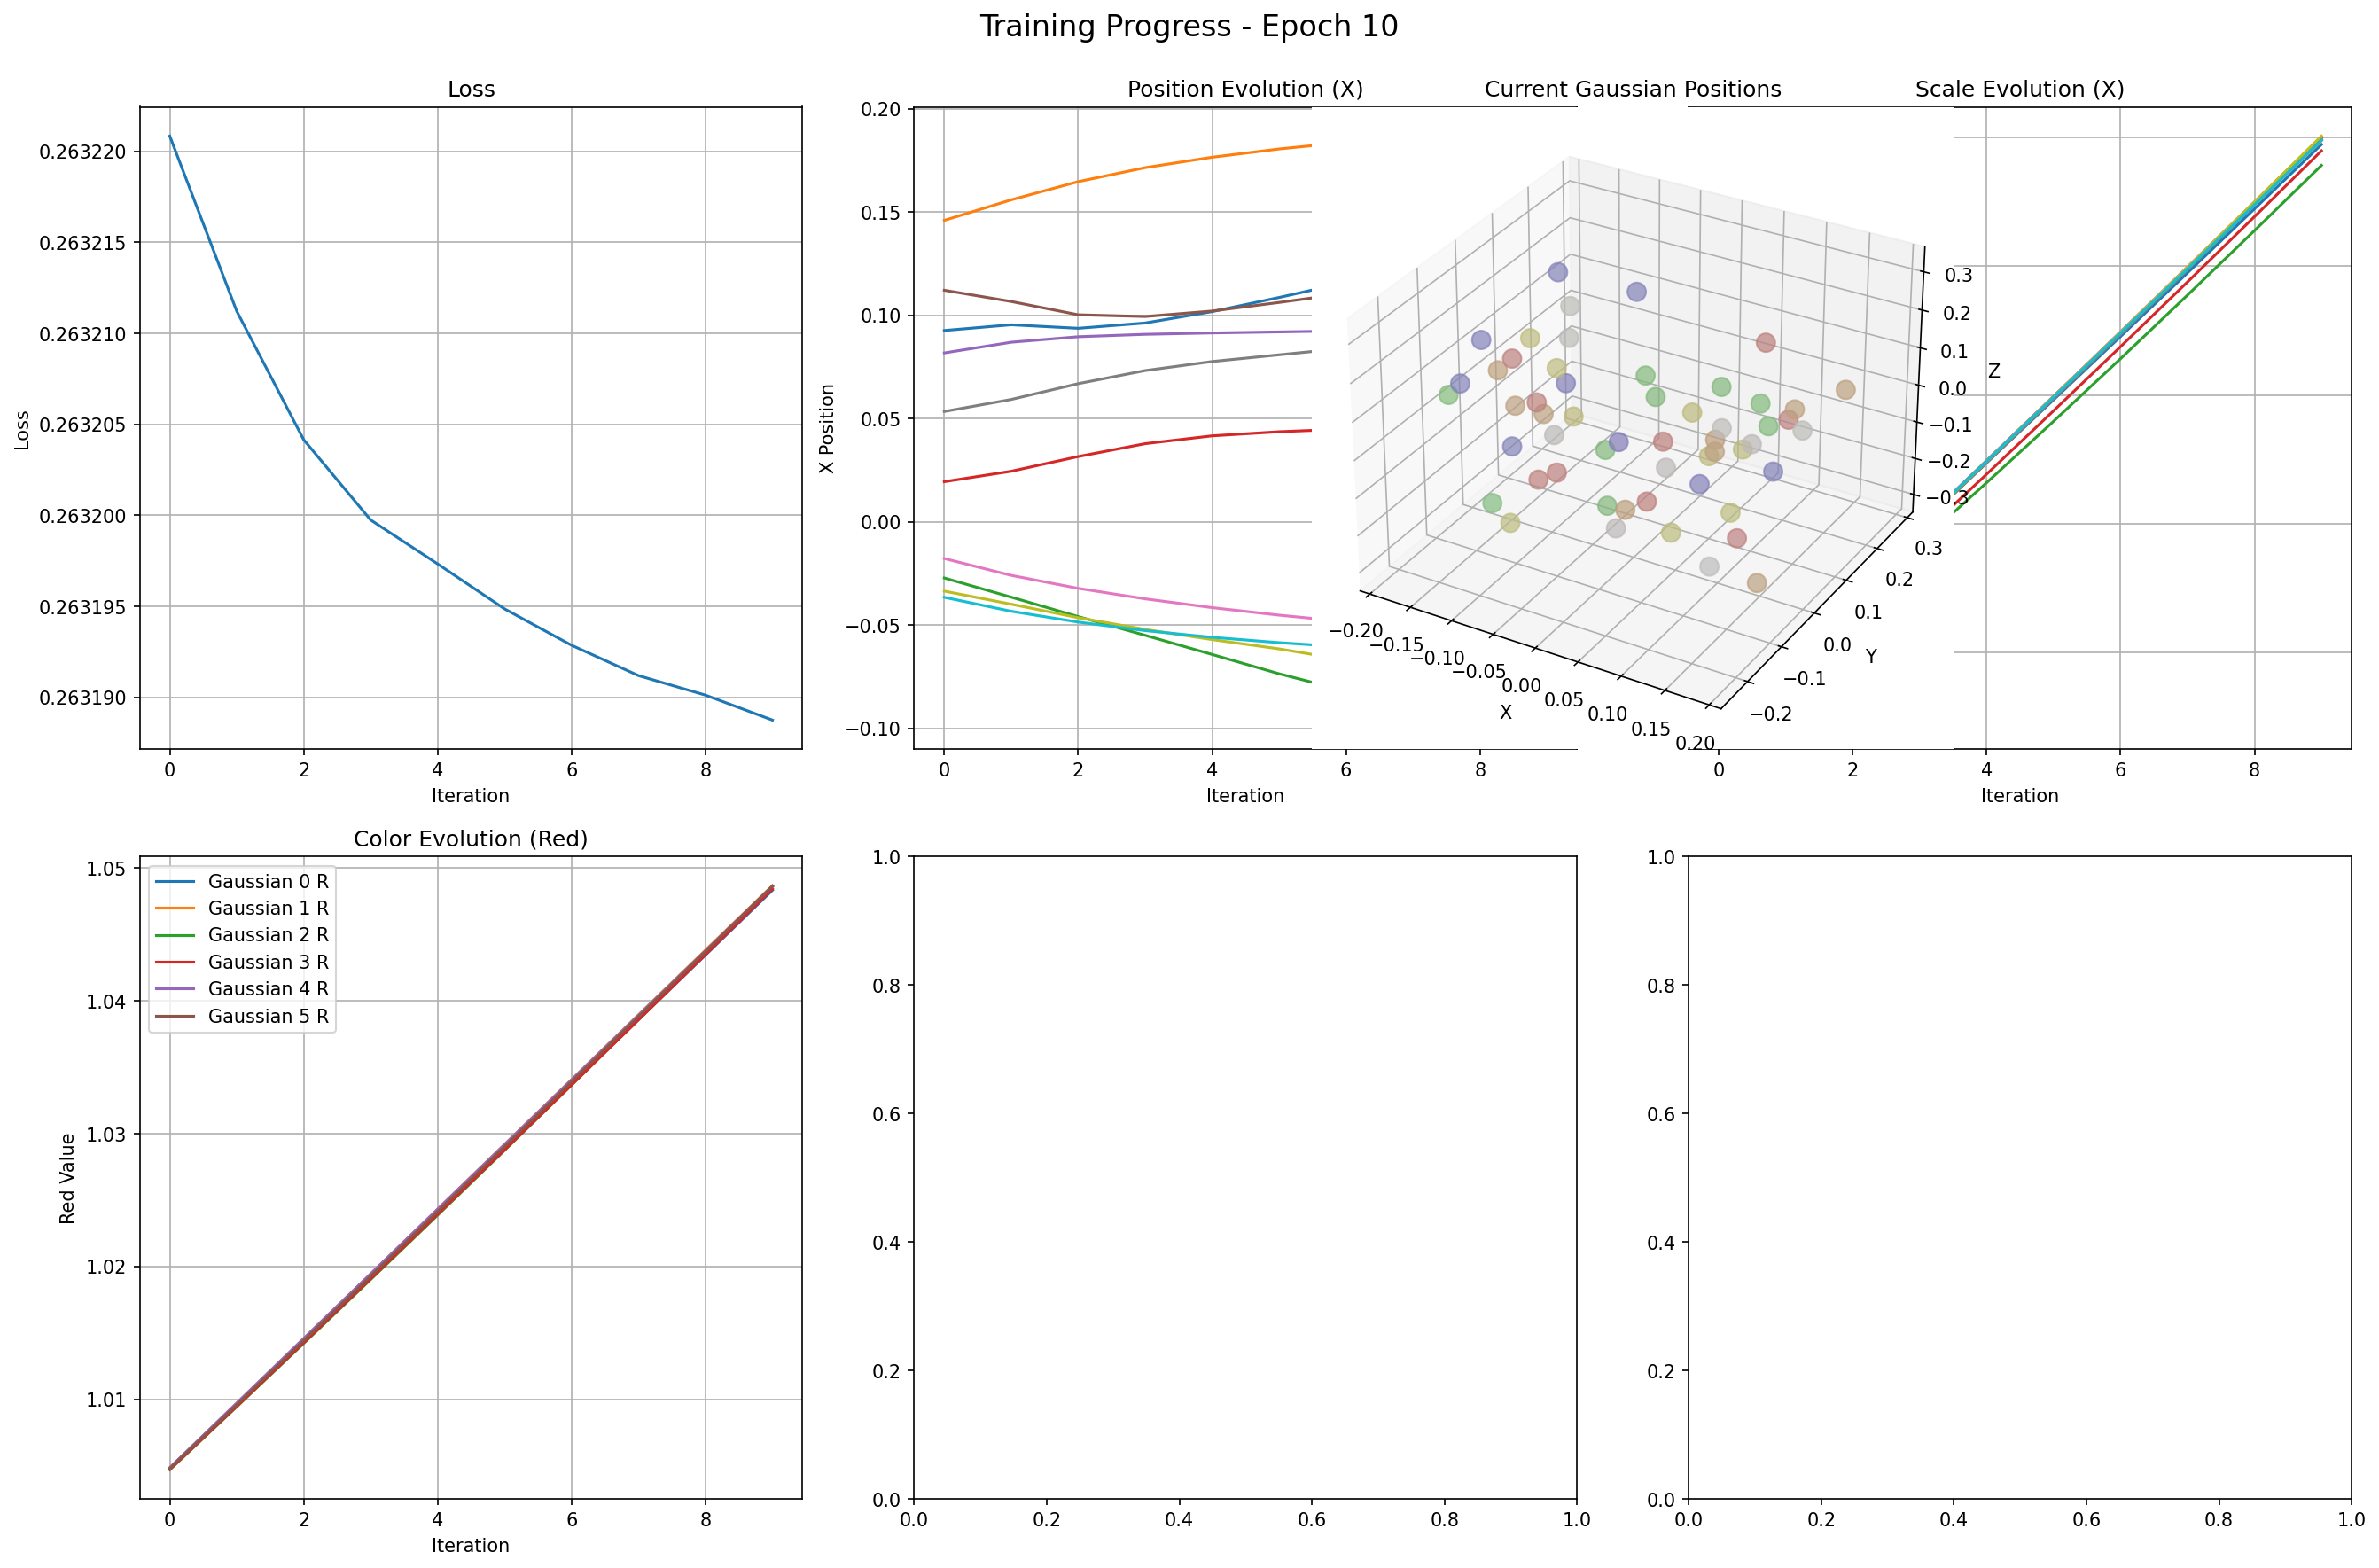 Training Progress - Epoch 10
Loss
0.263220
0.263215
0.263210
0.263205
0.263200
0.263195
0.263190
Loss
0 2 4 6 8
Iteration
Position Evolution (X)
0.20
0.15
0.10
0.05
0.00
−0.05
−0.10
X Position
0 2 4 6 8
Iteration
Current Gaussian Positions
0.3
0.2
0.1
0.0
−0.1
−0.2
−0.3
Z
0.3
0.2
0.1
0.0
−0.1
−0.2
Y
−0.20
−0.15
−0.10
−0.05
0.00
0.05
0.10
0.15
0.20
X
Scale Evolution (X)
0 2 4 6 8
Iteration
Color Evolution (Red)
1.05
1.04
1.03
1.02
1.01
Red Value
Gaussian 0 R
Gaussian 1 R
Gaussian 2 R
Gaussian 3 R
Gaussian 4 R
Gaussian 5 R
0 2 4 6 8
Iteration
1.0
0.8
0.6
0.4
0.2
0.0
0.0 0.2 0.4 0.6 0.8 1.0
1.0
0.8
0.6
0.4
0.2
0.0
0.0 0.2 0.4 0.6 0.8 1.0